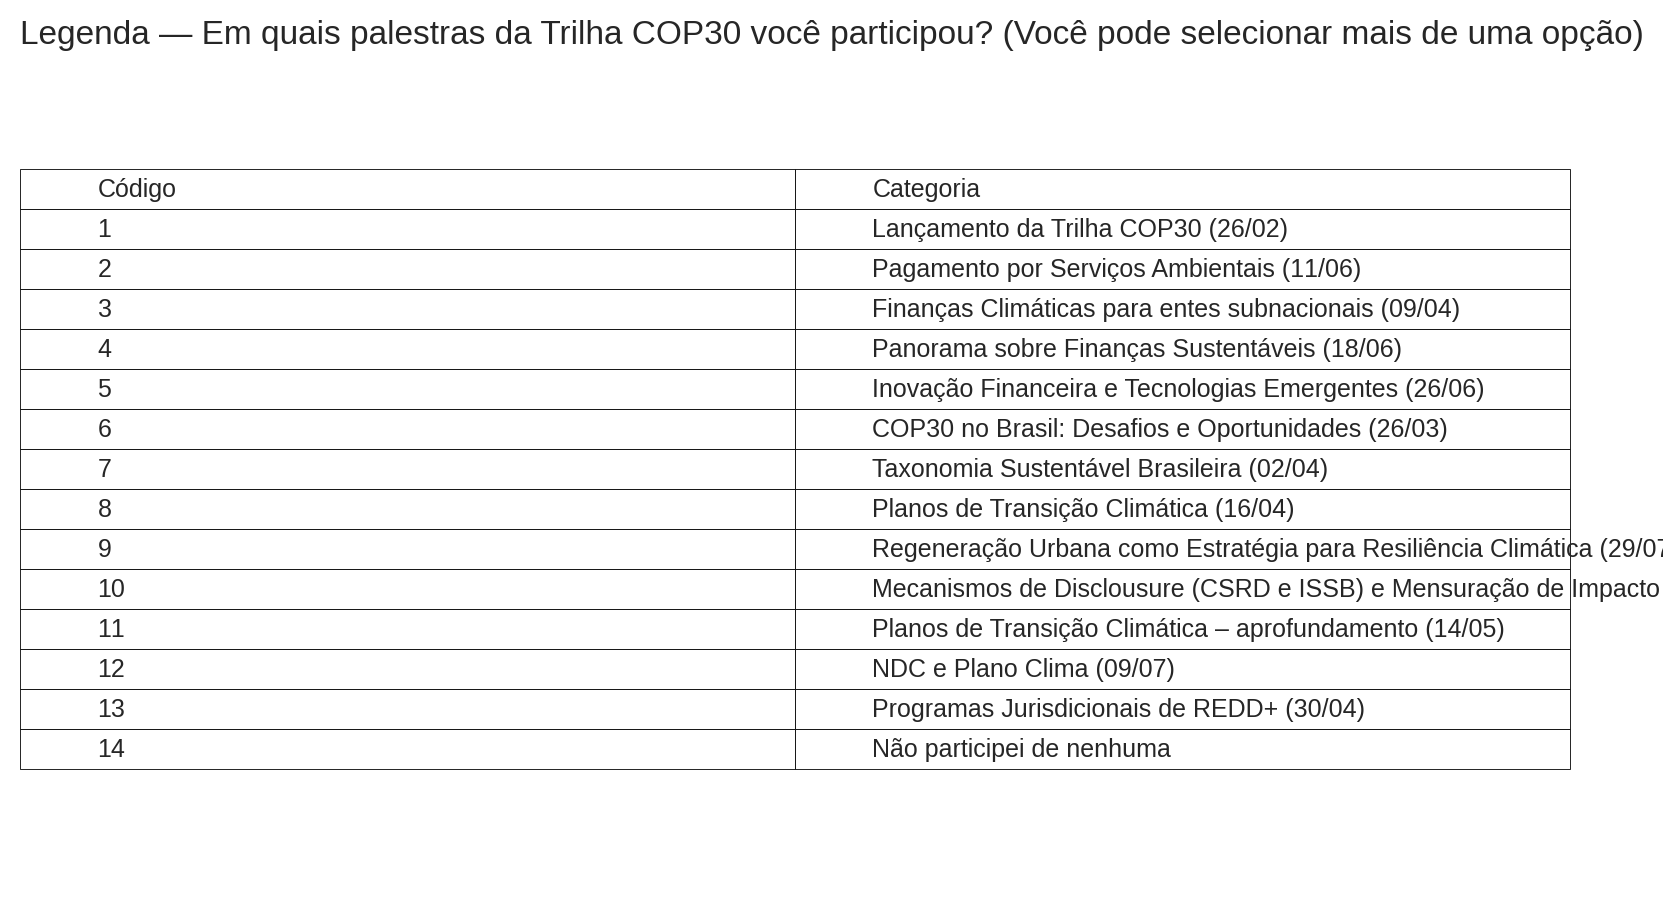 Legenda — Em quais palestras da Trilha COP30 você participou? (Você pode selecionar mais de uma opção)
Código Categoria
1 Lançamento da Trilha COP30 (26/02)
2 Pagamento por Serviços Ambientais (11/06)
3 Finanças Climáticas para entes subnacionais (09/04)
4 Panorama sobre Finanças Sustentáveis (18/06)
5 Inovação Financeira e Tecnologias Emergentes (26/06)
6 COP30 no Brasil: Desafios e Oportunidades (26/03)
7 Taxonomia Sustentável Brasileira (02/04)
8 Planos de Transição Climática (16/04)
9 Regeneração Urbana como Estratégia para Resiliência Climática (29/07
10 Mecanismos de Disclousure (CSRD e ISSB) e Mensuração de Impacto
11 Planos de Transição Climática – aprofundamento (14/05)
12 NDC e Plano Clima (09/07)
13 Programas Jurisdicionais de REDD+ (30/04)
14 Não participei de nenhuma